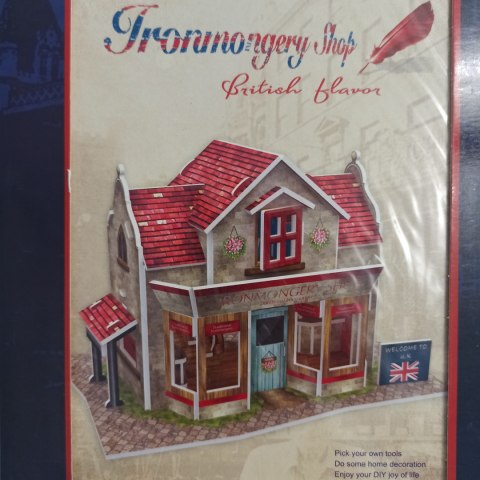 Ironmongery Shop
British flavor
IRONMONGERY
WELCOME TO
U.K
Pick your own tools
Do some home decoration
Enjoy your DIY joy of life